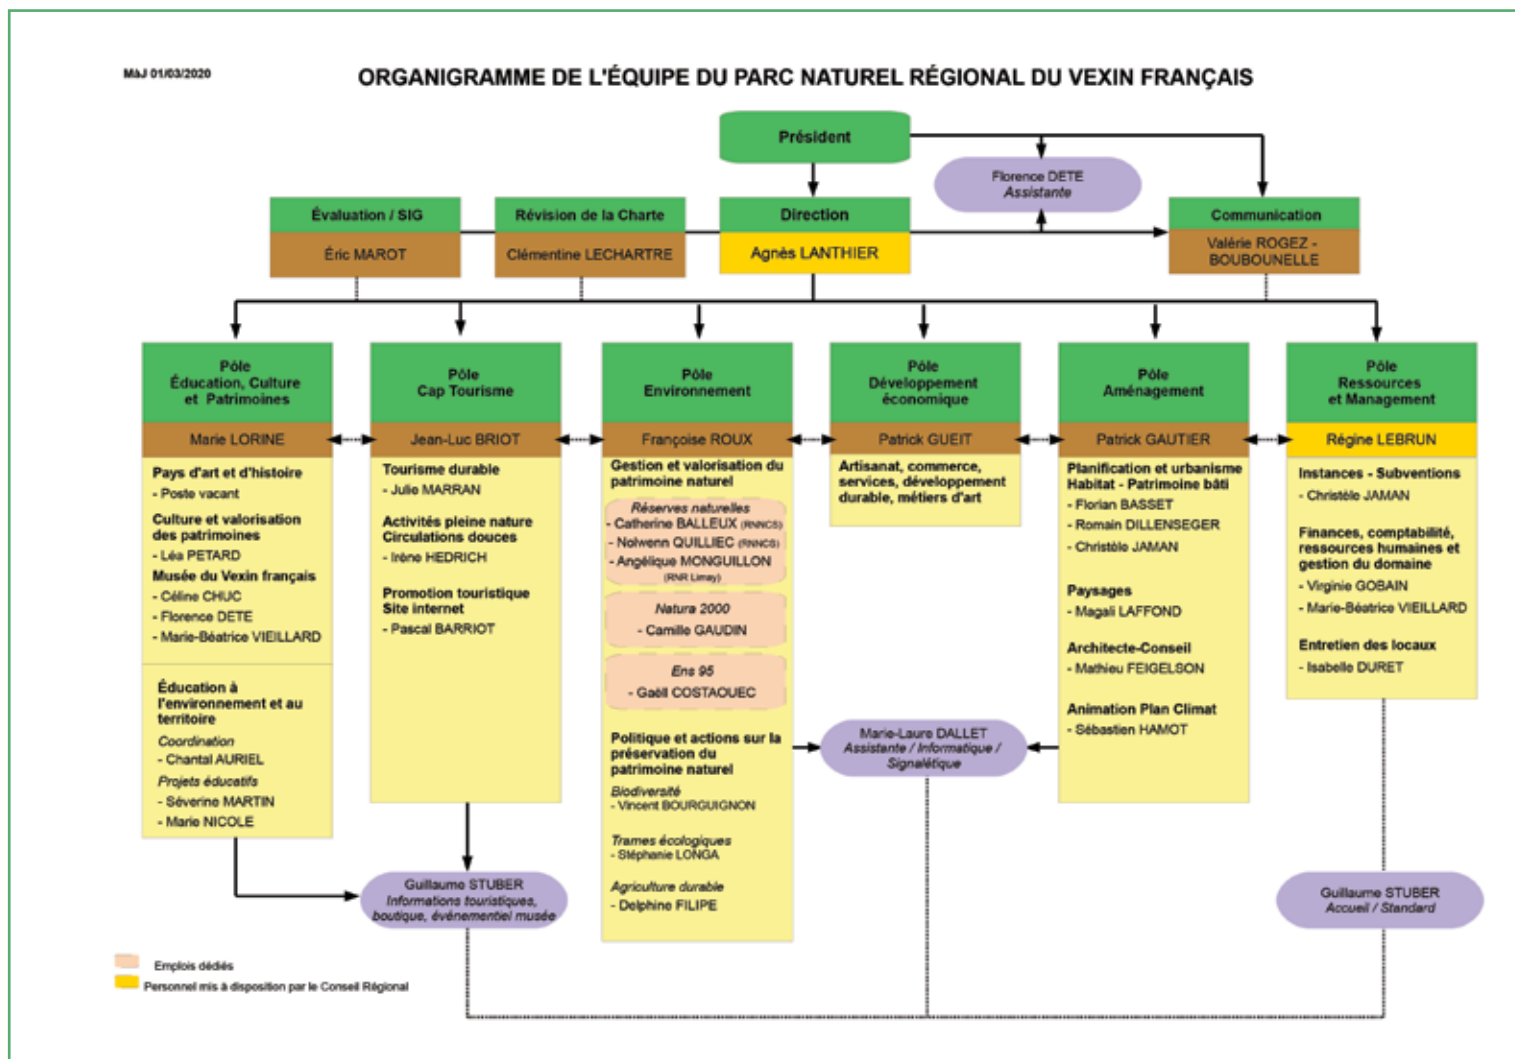 MàJ 01/03/2020
ORGANIGRAMME DE L'ÉQUIPE DU PARC NATUREL RÉGIONAL DU VEXIN FRANÇAIS
Président
Florence DETE
Assistante
Évaluation / SIG
Éric MAROT
Révision de la Charte
Clémentine LECHARTRE
Direction
Agnès LANTHIER
Communication
Valérie ROGEZ -
BOUBOUNELLE
Pôle
Éducation, Culture
et Patrimoines
Marie LORINE
Pays d'art et d'histoire
- Poste vacant
Culture et valorisation
des patrimoines
- Léa PETARD
Musée du Vexin français
- Céline CHUC
- Florence DETE
- Marie-Béatrice VIEILLARD
Éducation à
l'environnement et au
territoire
Coordination
- Chantal AURIEL
Projets éducatifs
- Séverine MARTIN
- Marie NICOLE
Pôle
Cap Tourisme
Jean-Luc BRIOT
Tourisme durable
- Julie MARRAN
Activités pleine nature
Circulations douces
- Irène HEDRICH
Promotion touristique
Site internet
- Pascal BARRIOT
Pôle
Environnement
Françoise ROUX
Gestion et valorisation du
patrimoine naturel
Réserves naturelles
- Catherine BALLEUX (RNNCS)
- Nolwenn QUILLIEC (RNNCS)
- Angélique MONGUILLON
(RNR Limay)
Natura 2000
- Camille GAUDIN
Ens 95
- Gaëll COSTAOUEC
Politique et actions sur la
préservation du
patrimoine naturel
Biodiversité
- Vincent BOURGUIGNON
Trames écologiques
- Stéphanie LONGA
Agriculture durable
- Delphine FILIPE
Pôle
Développement
économique
Patrick GUEIT
Artisanat, commerce,
services, développement
durable, métiers d'art
Pôle
Aménagement
Patrick GAUTIER
Planification et urbanisme
Habitat - Patrimoine bâti
- Florian BASSET
- Romain DILLENSEGER
- Christèle JAMAN
Paysages
- Magali LAFFOND
Architecte-Conseil
- Mathieu FEIGELSON
Animation Plan Climat
- Sébastien HAMOT
Pôle
Ressources
et Management
Régine LEBRUN
Instances - Subventions
- Christèle JAMAN
Finances, comptabilité,
ressources humaines et
gestion du domaine
- Virginie GOBAIN
- Marie-Béatrice VIEILLARD
Entretien des locaux
- Isabelle DURET
Marie-Laure DALLET
Assistante / Informatique /
Signalétique
Guillaume STUBER
Informations touristiques,
boutique, événementiel musée
Guillaume STUBER
Accueil / Standard
Emplois dédiés
Personnel mis à disposition par le Conseil Régional